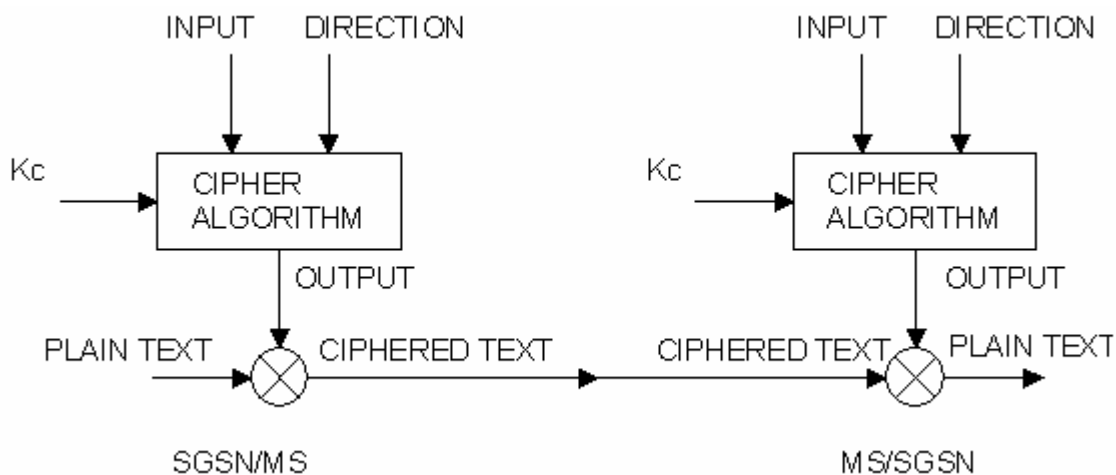 INPUT DIRECTION INPUT DIRECTION
Kc Kc
CIPHER
ALGORITHM
CIPHER
ALGORITHM
OUTPUT OUTPUT
PLAIN TEXT CIPHERED TEXT CIPHERED TEXT PLAIN TEXT
SGSN/MS MS/SGSN